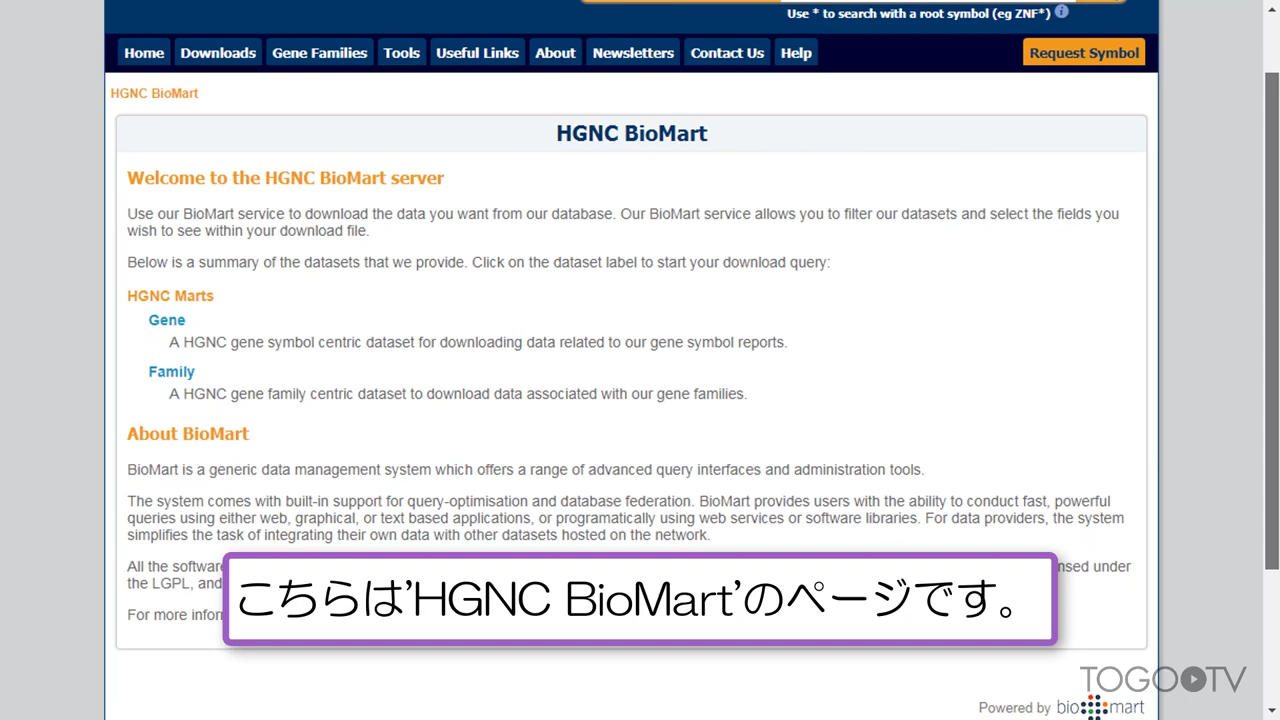 Use * to search with a root symbol (eg ZNF*)
Home Downloads Gene Families Tools Useful Links About Newsletters Contact Us Help Request Symbol
HGNC BioMart
HGNC BioMart
Welcome to the HGNC BioMart server
Use our BioMart service to download the data you want from our database. Our BioMart service allows you to filter our datasets and select the fields you
wish to see within your download file.
Below is a summary of the datasets that we provide. Click on the dataset label to start your download query:
HGNC Marts
Gene
A HGNC gene symbol centric dataset for downloading data related to our gene symbol reports.
Family
A HGNC gene family centric dataset to download data associated with our gene families.
About BioMart
BioMart is a generic data management system which offers a range of advanced query interfaces and administration tools.
The system comes with built-in support for query-optimisation and database federation. BioMart provides users with the ability to conduct fast, powerful
queries using either web, graphical, or text based applications, or programatically using web services or software libraries. For data providers, the system
simplifies the task of integrating their own data with other datasets hosted on the network.
All the software ensed under
the LGPL, and
For more infor
こちらは'HGNC BioMart'のページです。
TOGOTV
Powered by biomart